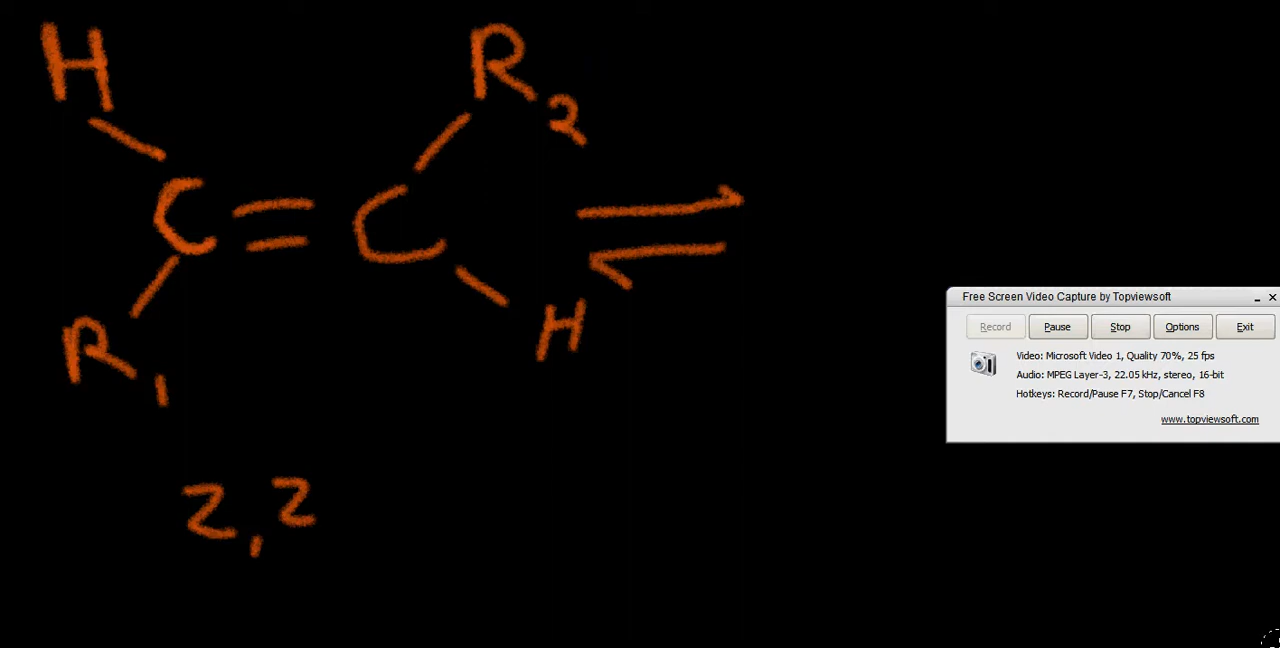 H
R2
C = C
H
R1
2,2
Free Screen Video Capture by Topviewsoft
Record Pause Stop Options Exit
Video: Microsoft Video 1, Quality 70%, 25 fps
Audio: MPEG Layer-3, 22.05 kHz, stereo, 16-bit
Hotkeys: Record/Pause F7, Stop/Cancel F8
www.topviewsoft.com